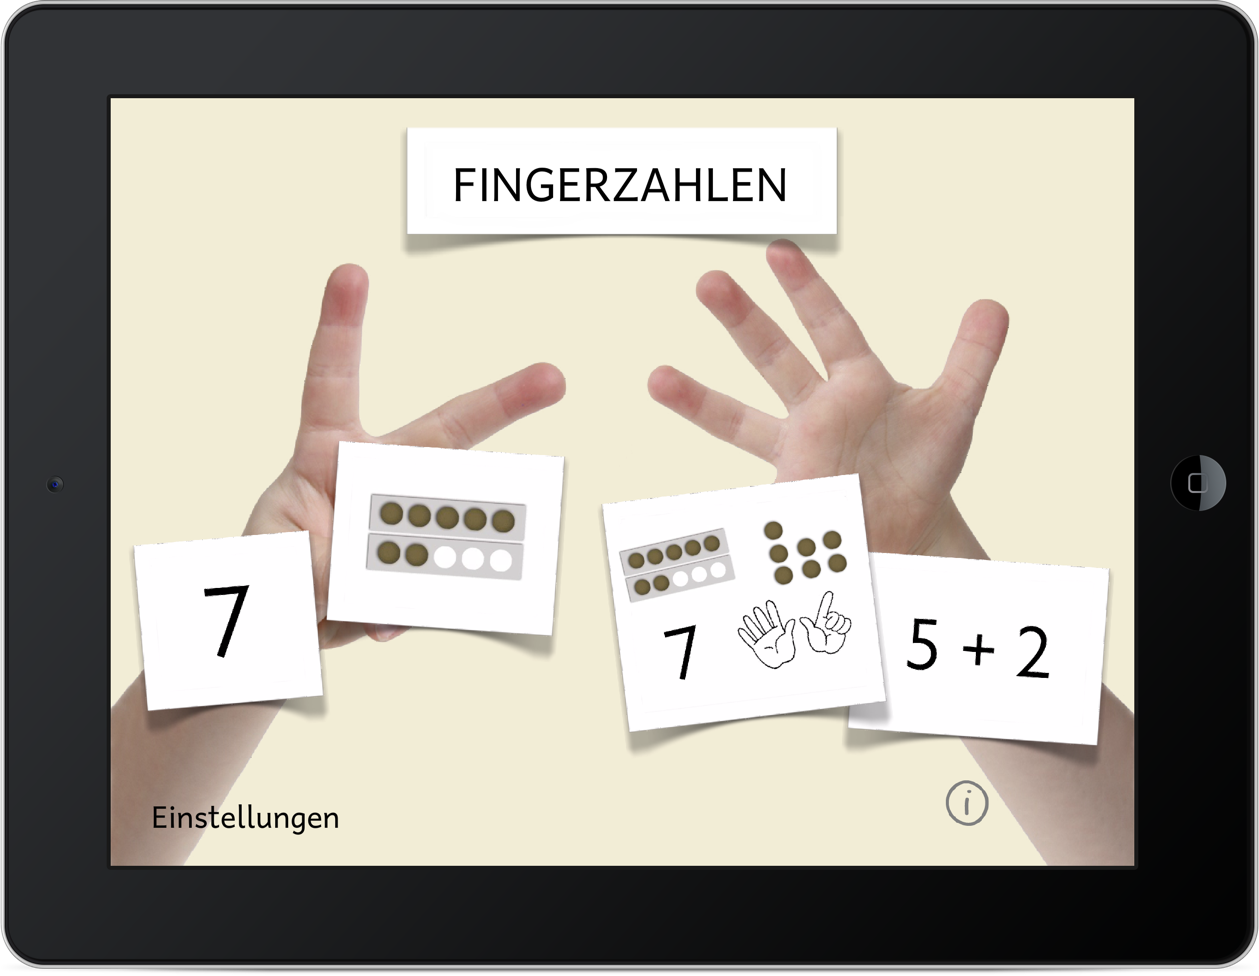 FINGERZAHLEN
7
7
5 + 2
Einstellungen
i